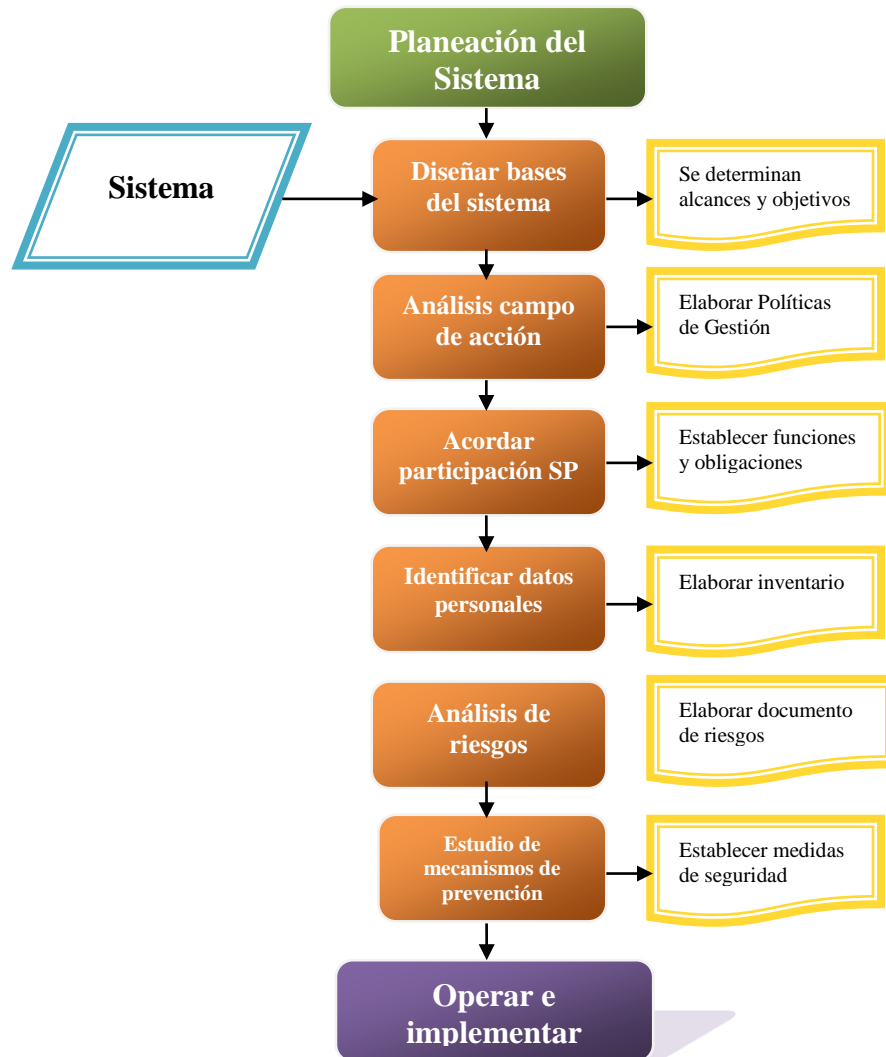 Planeación del
Sistema
Sistema
Diseñar bases
del sistema
Se determinan
alcances y objetivos
Análisis campo
de acción
Elaborar Políticas
de Gestión
Acordar
participación SP
Establecer funciones
y obligaciones
Identificar datos
personales
Elaborar inventario
Análisis de
riesgos
Elaborar documento
de riesgos
Estudio de
mecanismos de
prevención
Establecer medidas
de seguridad
Operar e
implementar